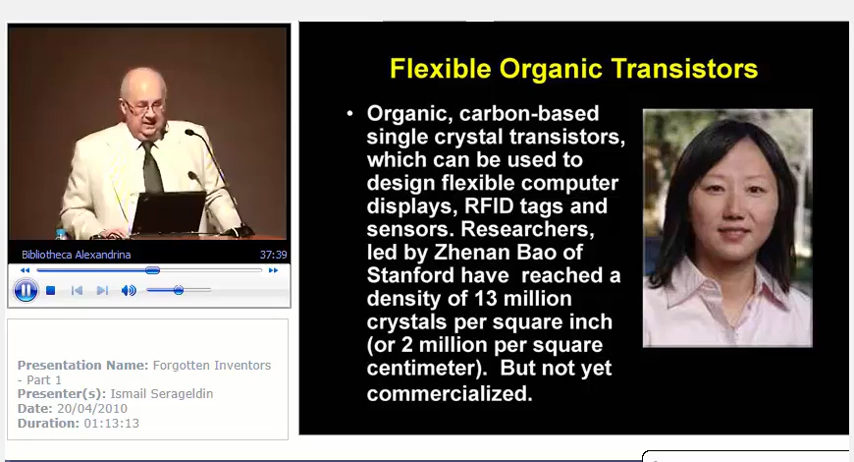 Flexible Organic Transistors
• Organic, carbon-based
single crystal transistors,
which can be used to
design flexible computer
displays, RFID tags and
sensors. Researchers,
led by Zhenan Bao of
Stanford have reached a
density of 13 million
crystals per square inch
(or 2 million per square
centimeter). But not yet
commercialized.
Bibliotheca Alexandrina 37:39
Presentation Name: Forgotten Inventors
- Part 1
Presenter(s): Ismail Serageldin
Date: 20/04/2010
Duration: 01:13:13